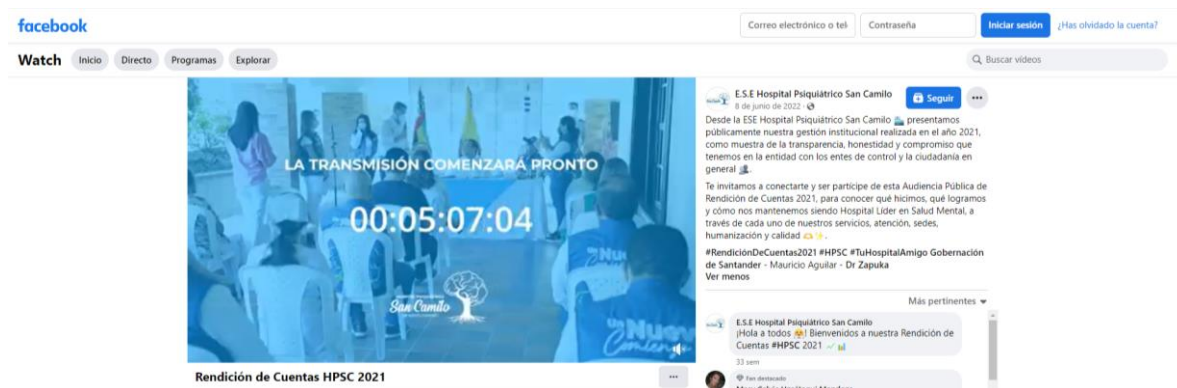 facebook
Correo electrónico o tel
Contraseña
Iniciar sesión
¿Has olvidado la cuenta?
Watch
Inicio
Directo
Programas
Explorar
Buscar vídeos
LA TRANSMISIÓN COMENZARÁ PRONTO
00:05:07:04
San Camilo
Un Nuevo
Comienzo
Rendición de Cuentas HPSC 2021
E.S.E Hospital Psiquiátrico San Camilo
8 de junio de 2022 ·
Seguir
Desde la ESE Hospital Psiquiátrico San Camilo presentamos
públicamente nuestra gestión institucional realizada en el año 2021,
como muestra de la transparencia, honestidad y compromiso que
tenemos en la entidad con los entes de control y la ciudadanía en
general.
Te invitamos a conectarte y ser partícipe de esta Audiencia Pública de
Rendición de Cuentas 2021, para conocer qué hicimos, qué logramos
y cómo nos mantenemos siendo Hospital Líder en Salud Mental, a
través de cada uno de nuestros servicios, atención, sedes,
humanización y calidad.
#RendiciónDeCuentas2021 #HPSC #TuHospitalAmigo Gobernación
de Santander - Mauricio Aguilar - Dr Zapuka
Ver menos
Más pertinentes
E.S.E Hospital Psiquiátrico San Camilo
¡Hola a todos! Bienvenidos a nuestra Rendición de
Cuentas #HPSC 2021
33 sem
Fan destacado